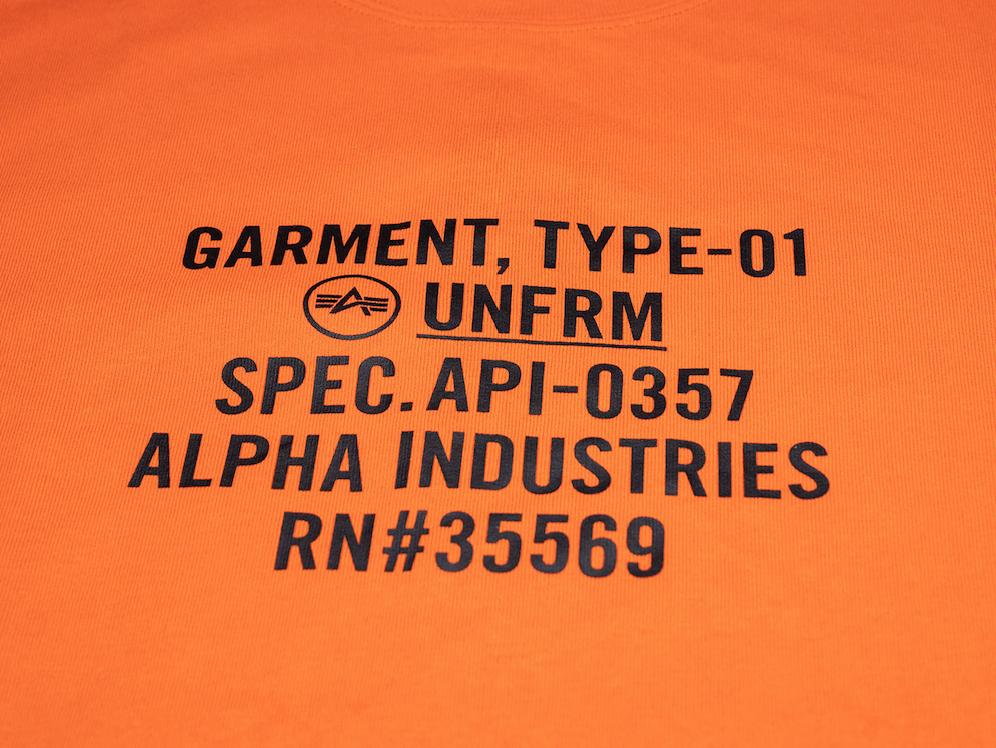 GARMENT, TYPE-01
UNFRM
SPEC. API-0357
ALPHA INDUSTRIES
RN#35569